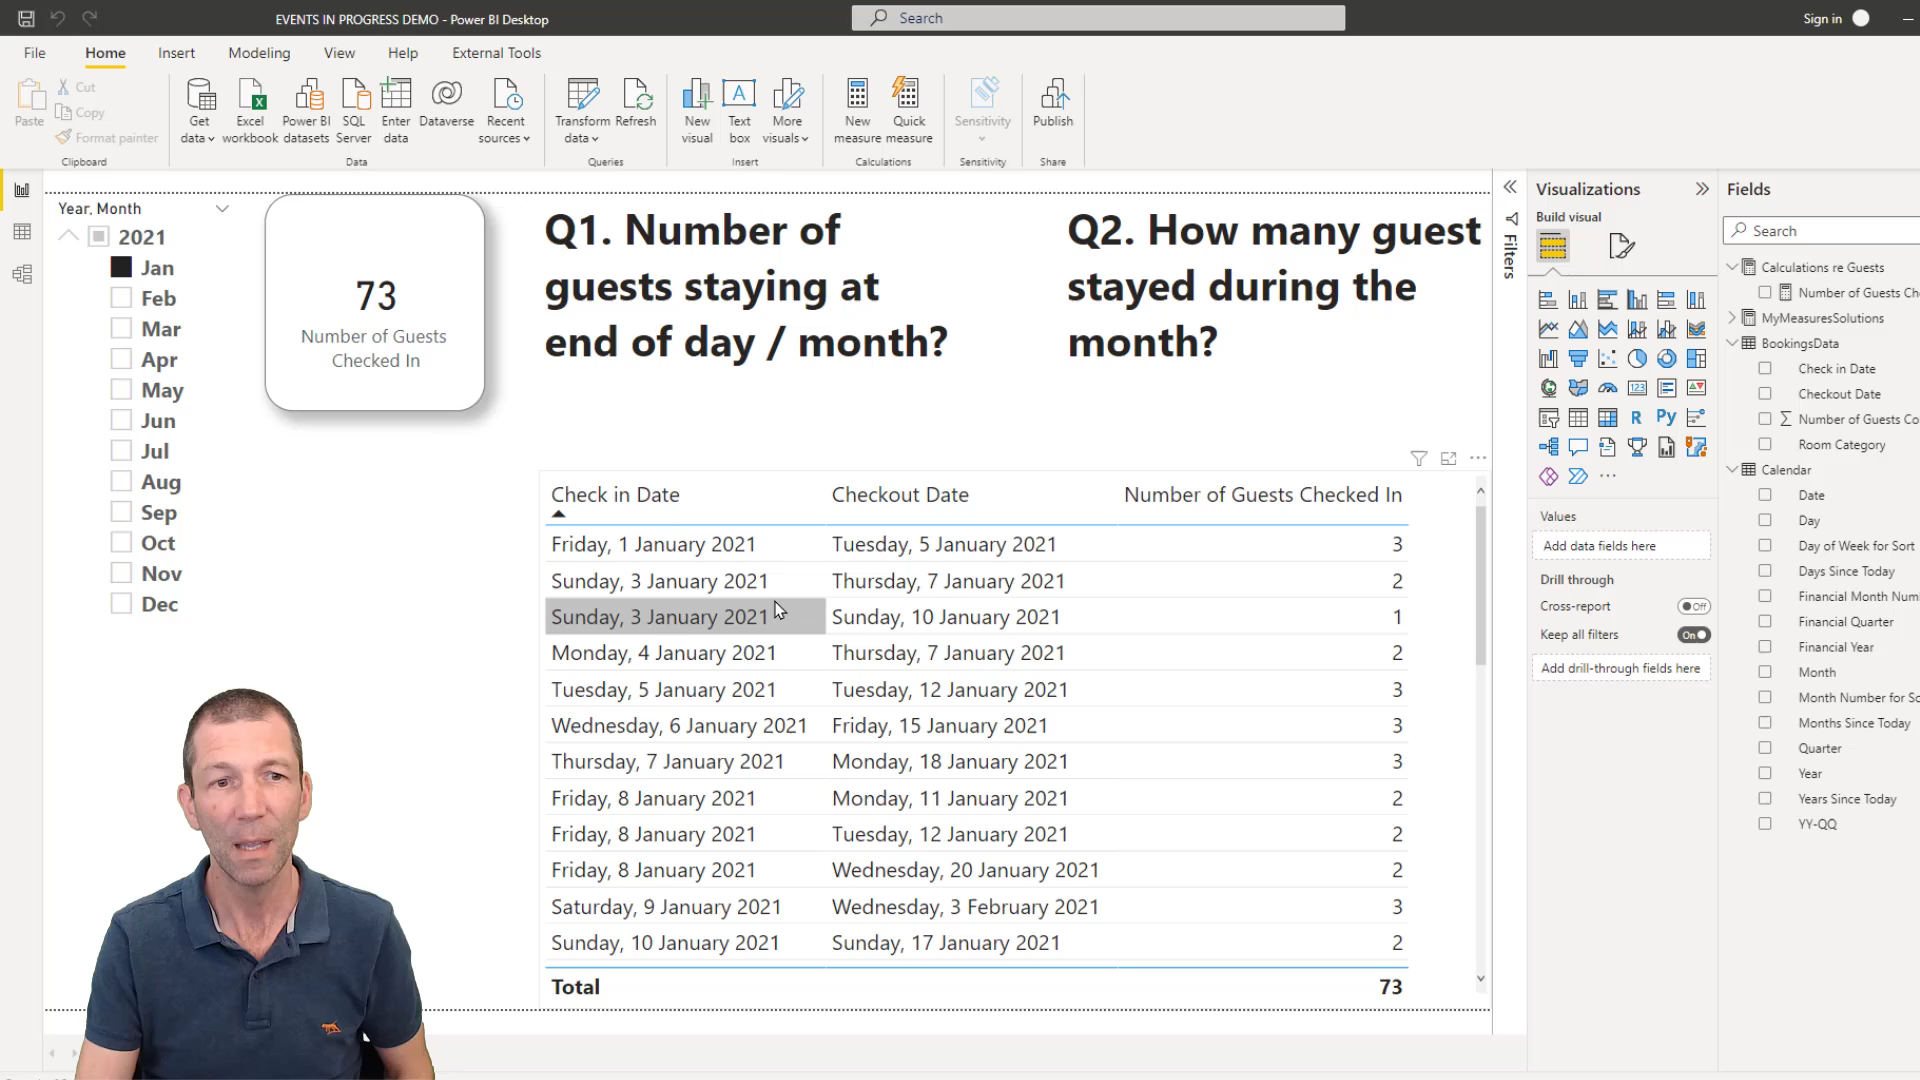 EVENTS IN PROGRESS DEMO - Power BI Desktop
Search
Sign in
File
Home
Insert
Modeling
View
Help
External Tools
Paste
Cut
Copy
Format painter
Clipboard
Get data
Excel workbook
Power BI datasets
SQL Server
Enter data
Dataverse
Recent sources
Data
Transform data
Refresh
Queries
New visual
Text box
More visuals
Insert
New measure
Quick measure
Calculations
Sensitivity
Sensitivity
Publish
Share
Year, Month
2021
Jan
Feb
Mar
Apr
May
Jun
Jul
Aug
Sep
Oct
Nov
Dec
73
Number of Guests
Checked In
Q1. Number of
guests staying at
end of day / month?
Q2. How many guest
stayed during the
month?
Check in Date Checkout Date Number of Guests Checked In
Friday, 1 January 2021 Tuesday, 5 January 2021 3
Sunday, 3 January 2021 Thursday, 7 January 2021 2
Sunday, 3 January 2021 Sunday, 10 January 2021 1
Monday, 4 January 2021 Thursday, 7 January 2021 2
Tuesday, 5 January 2021 Tuesday, 12 January 2021 3
Wednesday, 6 January 2021 Friday, 15 January 2021 3
Thursday, 7 January 2021 Monday, 18 January 2021 3
Friday, 8 January 2021 Monday, 11 January 2021 2
Friday, 8 January 2021 Tuesday, 12 January 2021 2
Friday, 8 January 2021 Wednesday, 20 January 2021 2
Saturday, 9 January 2021 Wednesday, 3 February 2021 3
Sunday, 10 January 2021 Sunday, 17 January 2021 2
Total 73
Filters
Visualizations
Build visual
123
R
Py
Values
Add data fields here
Drill through
Cross-report
Off
Keep all filters
On
Add drill-through fields here
Fields
Search
Calculations re Guests
Number of Guests Che
MyMeasuresSolutions
BookingsData
Check in Date
Checkout Date
Number of Guests Co
Room Category
Calendar
Date
Day
Day of Week for Sort
Days Since Today
Financial Month Num
Financial Quarter
Financial Year
Month
Month Number for So
Months Since Today
Quarter
Year
Years Since Today
YY-QQ